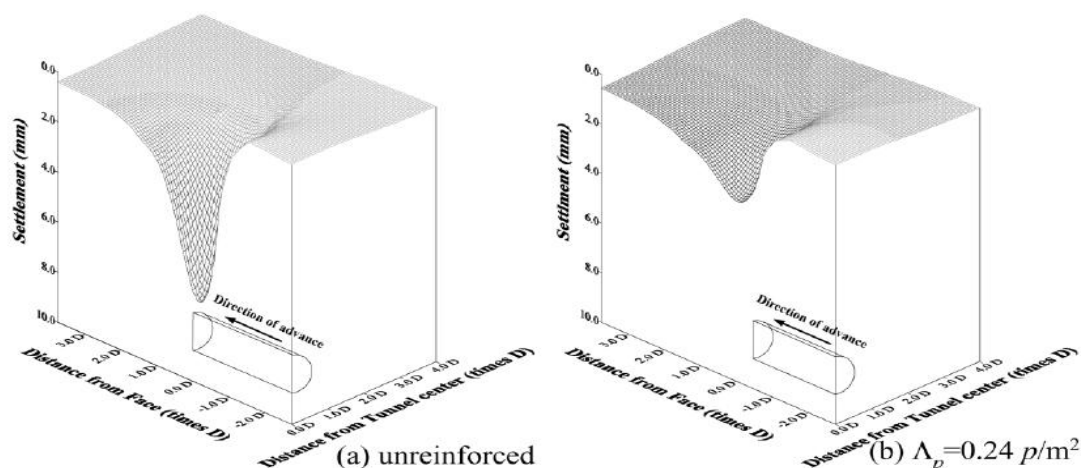 0.0
2.0
4.0
6.0
8.0
10.0
Settlement (mm)
3.0 D
2.0 D
1.0 D
0.0 D
-1.0 D
-2.0 D
Distance from Face (times D)
0.0 D
1.0 D
2.0 D
3.0 D
4.0 D
Distance from Tunnel center (times D)
Direction of advance
(a) unreinforced
0.0
2.0
4.0
6.0
8.0
10.0
Settlment (mm)
3.0 D
2.0 D
1.0 D
0.0 D
-1.0 D
-2.0 D
Distance from Face (times D)
0.0 D
1.0 D
2.0 D
3.0 D
4.0 D
Distance from Tunnel center (times D)
Direction of advance
(b) Λp=0.24 p/m²